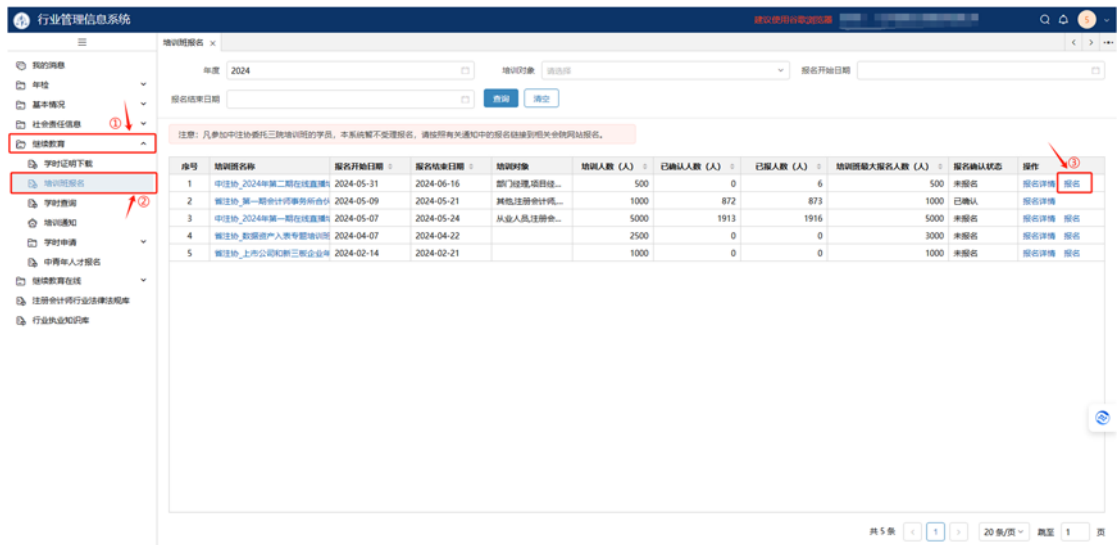 行业管理信息系统 建议使用谷歌浏览器 S
培训班报名 ×
我的消息
年检
基本情况
社会责任信息 ①
继续教育
学时证明下载
培训班报名
② 学时查询
培训通知
学时申请
中青年人才报名
继续教育在线
注册会计师行业法律法规库
行业执业知识库
年度 2024 培训对象 请选择 报名开始日期
报名结束日期 查询 清空
注意：凡参加中注协委托三院培训班的学员，本系统暂不受理报名，请按照有关通知中的报名链接到相关会院网站报名。
③
序号 培训班名称 报名开始日期 报名结束日期 培训对象 培训人数（人） 已确认人数（人） 已报人数（人） 培训班最大报名人数（人） 报名确认状态 操作
1 中注协_2024年第二期在线直播 2024-05-31 2024-06-16 部门经理,项目经... 500 0 6 500 未报名 报名详情 报名
2 省注协_第一期会计师事务所合伙 2024-05-09 2024-05-21 其他,注册会计师,... 1000 872 873 1000 已确认 报名详情
3 中注协_2024年第一期在线直播 2024-05-07 2024-05-24 从业人员,注册会... 5000 1913 1916 5000 未报名 报名详情 报名
4 省注协_数据资产入表专题培训班 2024-04-07 2024-04-22 2500 0 0 3000 未报名 报名详情 报名
5 省注协_上市公司和新三板企业年 2024-02-14 2024-02-21 1000 0 0 1000 未报名 报名详情 报名
共 5 条 < 1 > 20 条/页 跳至 1 页